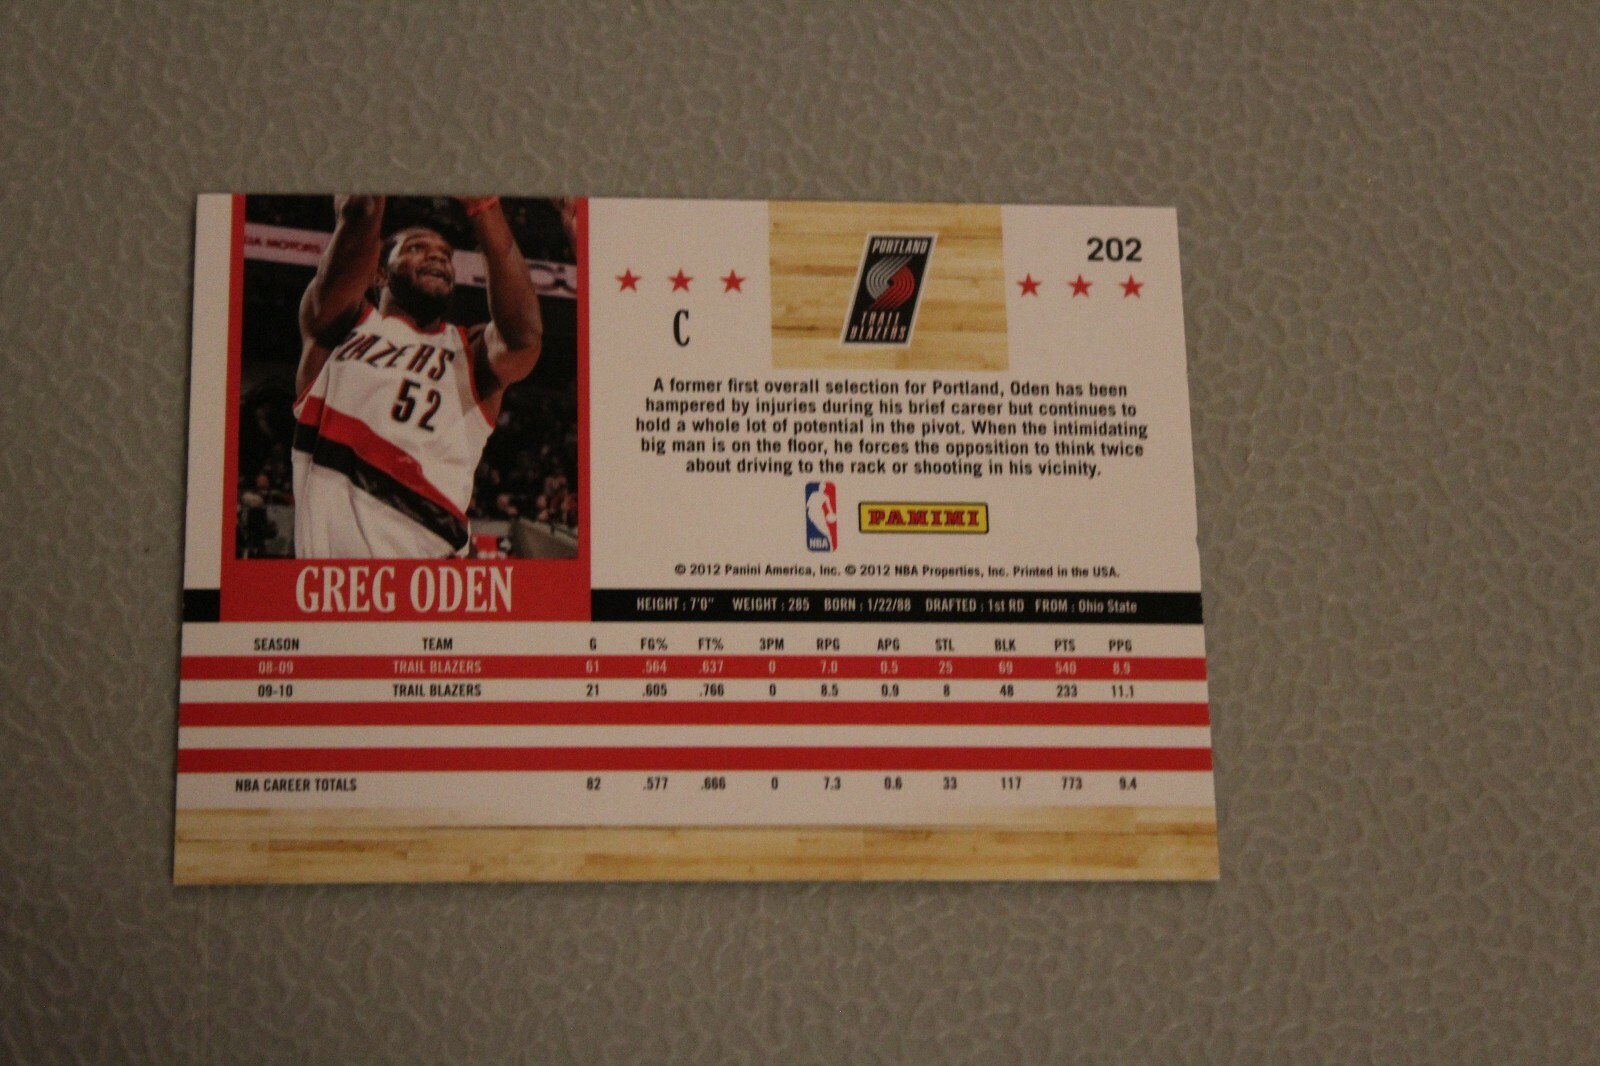 IA MOTORS
BLAZERS
52
GREG ODEN
202
C
PORTLAND
TRAIL
BLAZERS
A former first overall selection for Portland, Oden has been
hampered by injuries during his brief career but continues to
hold a whole lot of potential in the pivot. When the intimidating
big man is on the floor, he forces the opposition to think twice
about driving to the rack or shooting in his vicinity.
NBA
PANINI
© 2012 Panini America, Inc. © 2012 NBA Properties, Inc. Printed in the USA.
HEIGHT : 7'0" WEIGHT : 285 BORN : 1/22/88 DRAFTED : 1st RD FROM : Ohio State
SEASON TEAM G FG% FT% 3PM RPG APG STL BLK PTS PPG
08-09 TRAIL BLAZERS 61 .564 .637 0 7.0 0.5 25 69 540 8.9
09-10 TRAIL BLAZERS 21 .605 .766 0 8.5 0.9 8 48 233 11.1
NBA CAREER TOTALS 82 .577 .666 0 7.3 0.6 33 117 773 9.4